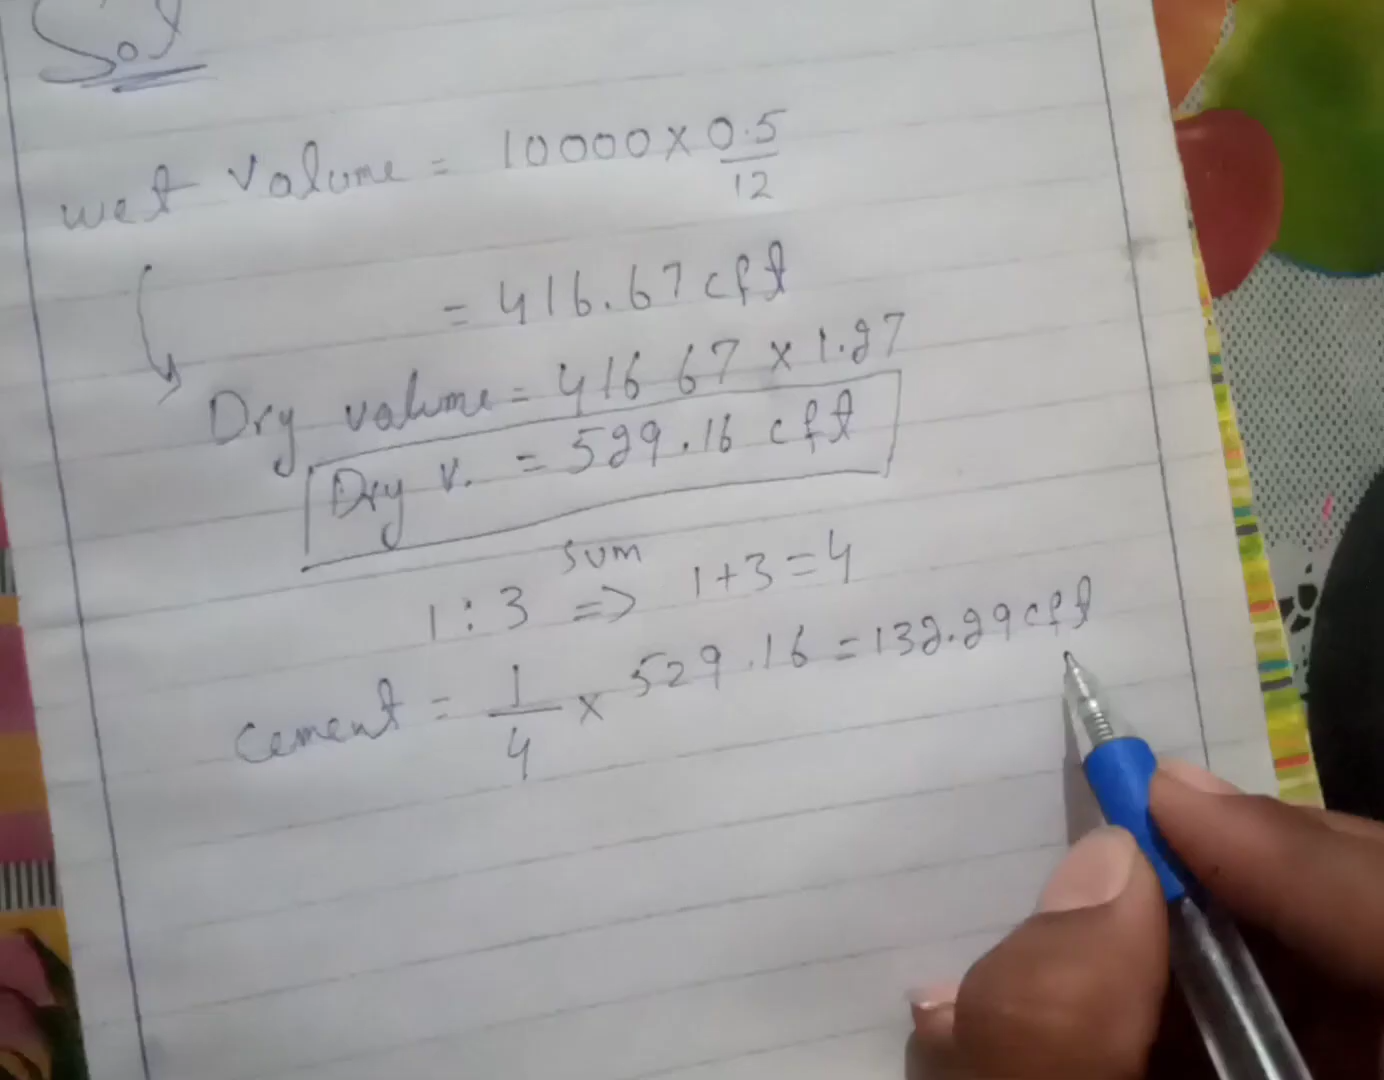 Sol
wet Volume = 10000 x 0.5/12
= 416.67 cft
Dry volume = 416 67 x 1.27
Dry v. = 529.16 cft
sum
1 : 3 => 1+3=4
cement = 1/4 x 529.16 = 132.29 cft